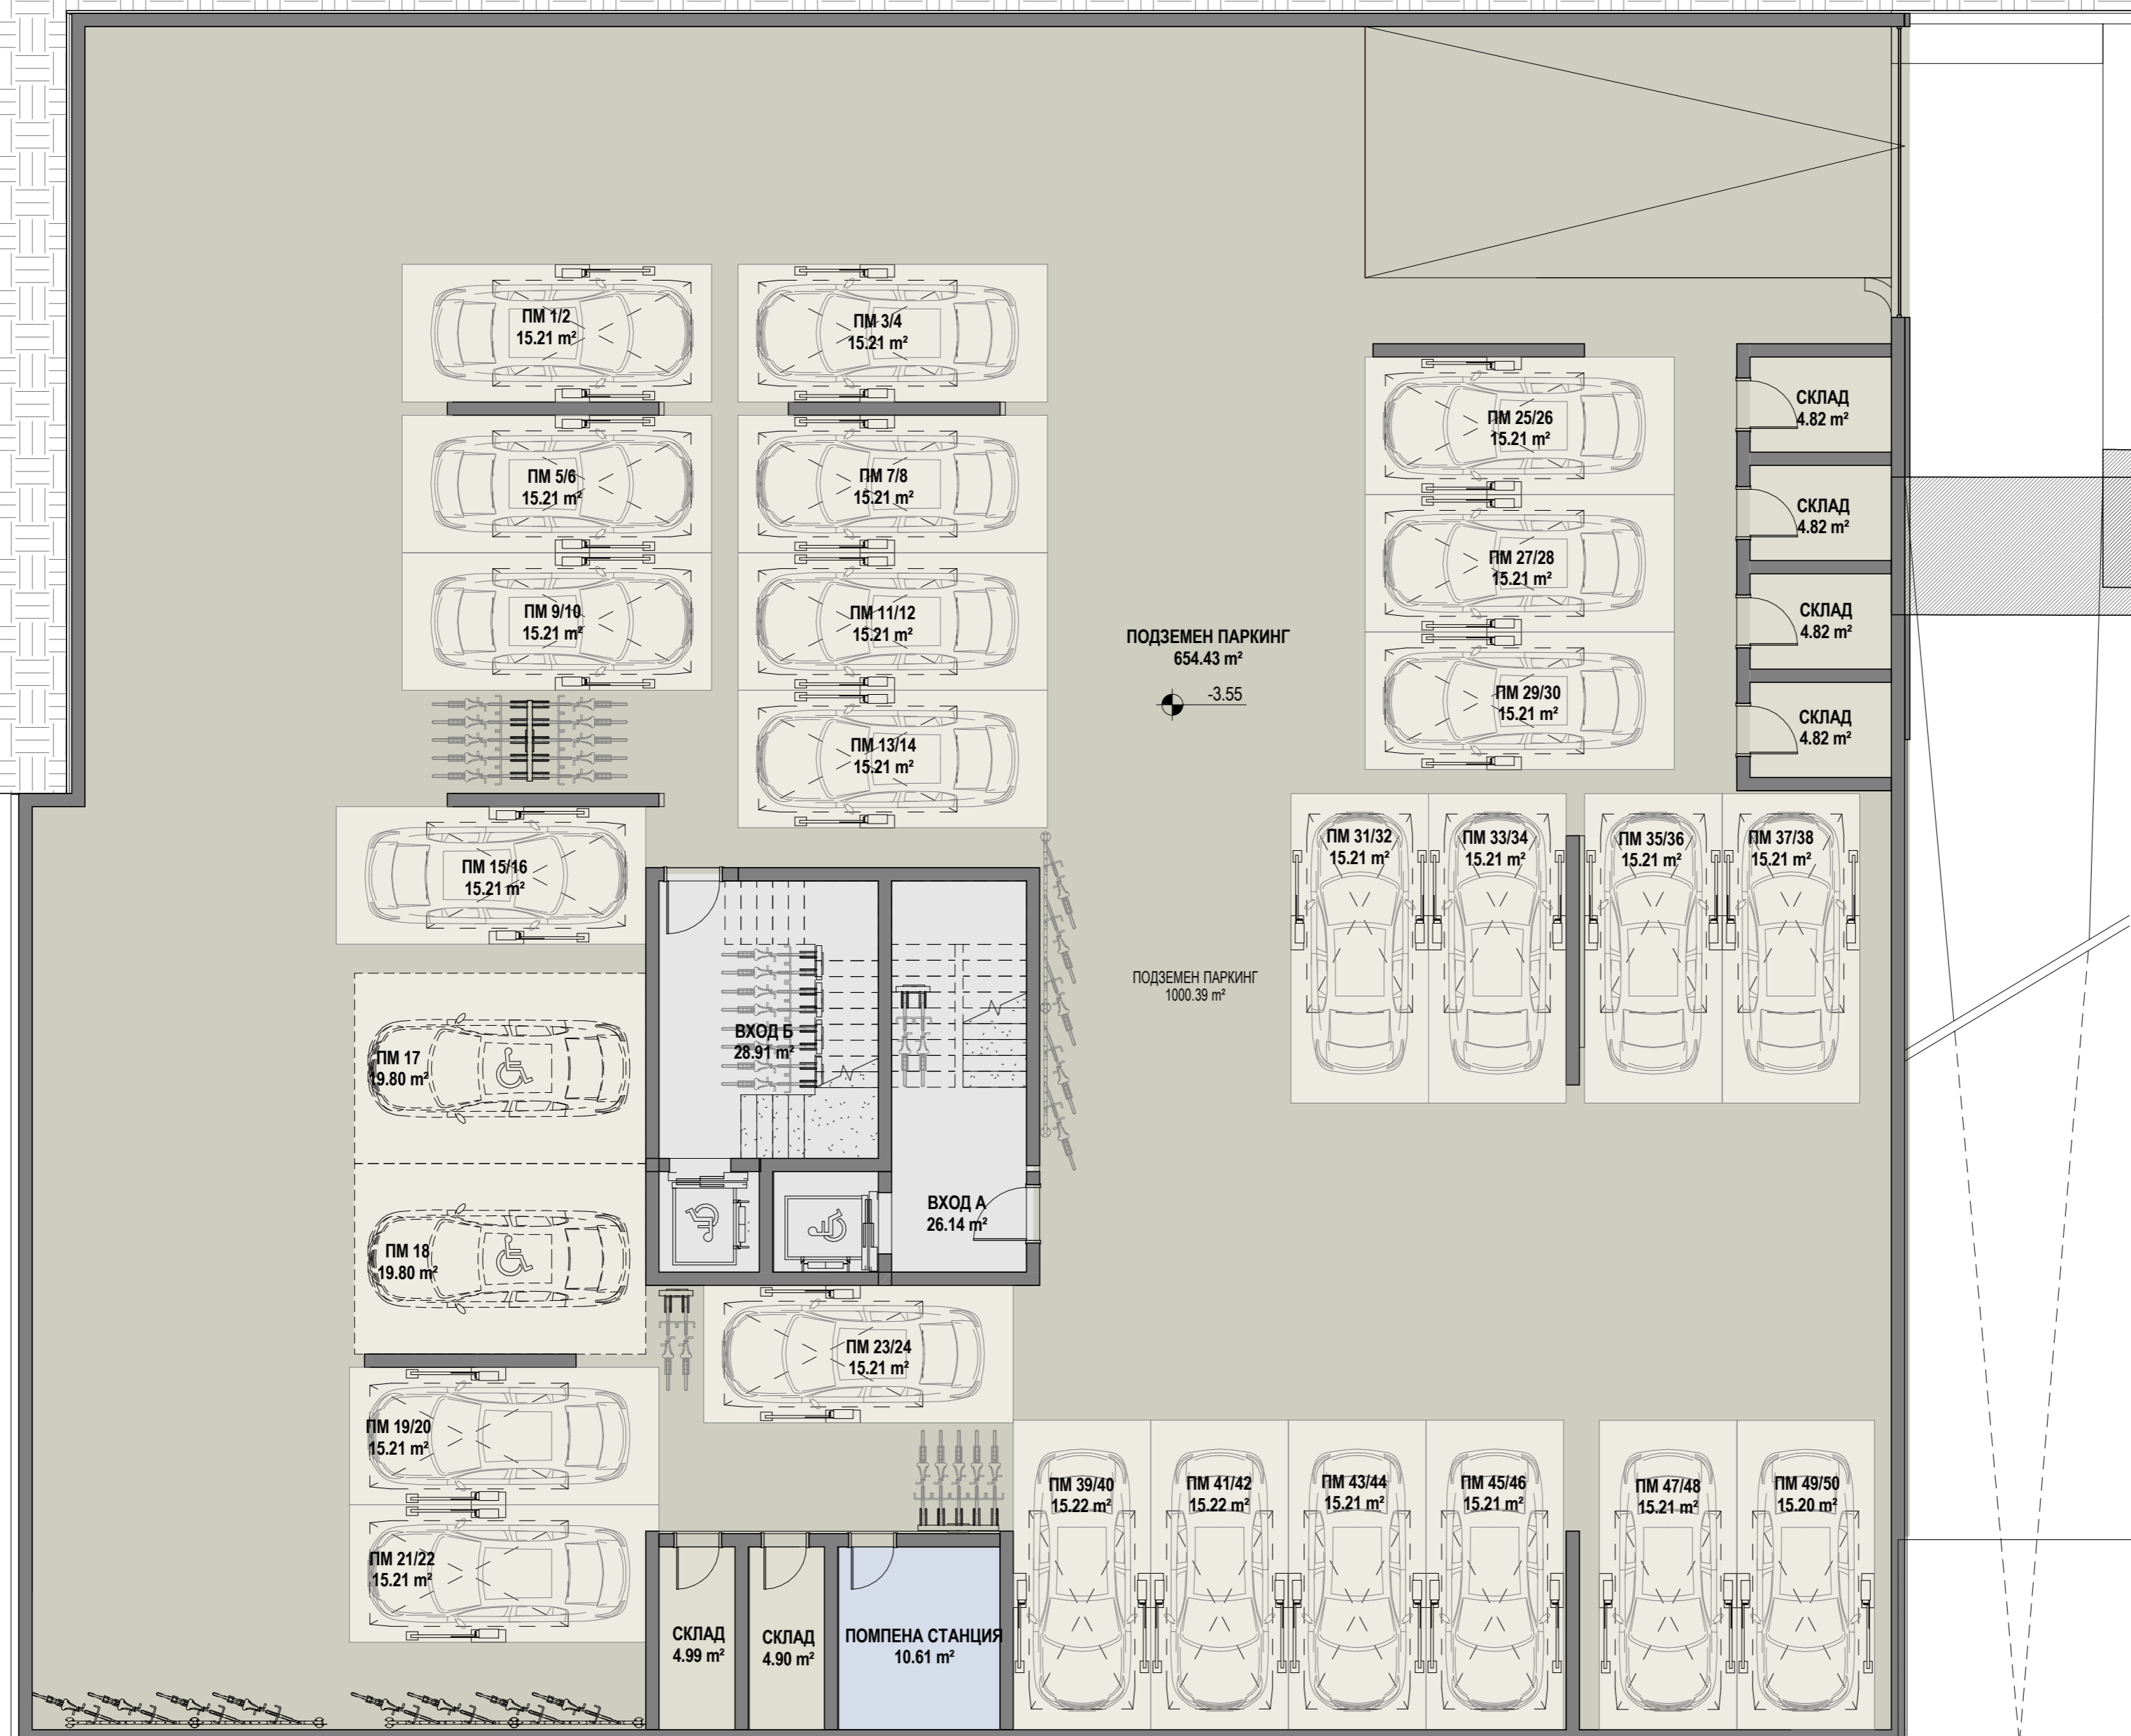 ПМ 1/2
15.21 m²
ПМ 3/4
15.21 m²
ПМ 5/6
15.21 m²
ПМ 7/8
15.21 m²
ПМ 9/10
15.21 m²
ПМ 11/12
15.21 m²
ПМ 13/14
15.21 m²
ПМ 25/26
15.21 m²
ПМ 27/28
15.21 m²
ПМ 29/30
15.21 m²
СКЛАД
4.82 m²
СКЛАД
4.82 m²
СКЛАД
4.82 m²
СКЛАД
4.82 m²
ПОДЗЕМЕН ПАРКИНГ
654.43 m²
-3.55
ПМ 15/16
15.21 m²
ПМ 31/32
15.21 m²
ПМ 33/34
15.21 m²
ПМ 35/36
15.21 m²
ПМ 37/38
15.21 m²
ПОДЗЕМЕН ПАРКИНГ
1000.39 m²
ВХОД Б
28.91 m²
ПМ 17
19.80 m²
ВХОД А
26.14 m²
ПМ 18
19.80 m²
ПМ 23/24
15.21 m²
ПМ 19/20
15.21 m²
ПМ 21/22
15.21 m²
ПМ 39/40
15.22 m²
ПМ 41/42
15.22 m²
ПМ 43/44
15.21 m²
ПМ 45/46
15.21 m²
ПМ 47/48
15.21 m²
ПМ 49/50
15.20 m²
СКЛАД
4.99 m²
СКЛАД
4.90 m²
ПОМПЕНА СТАНЦИЯ
10.61 m²